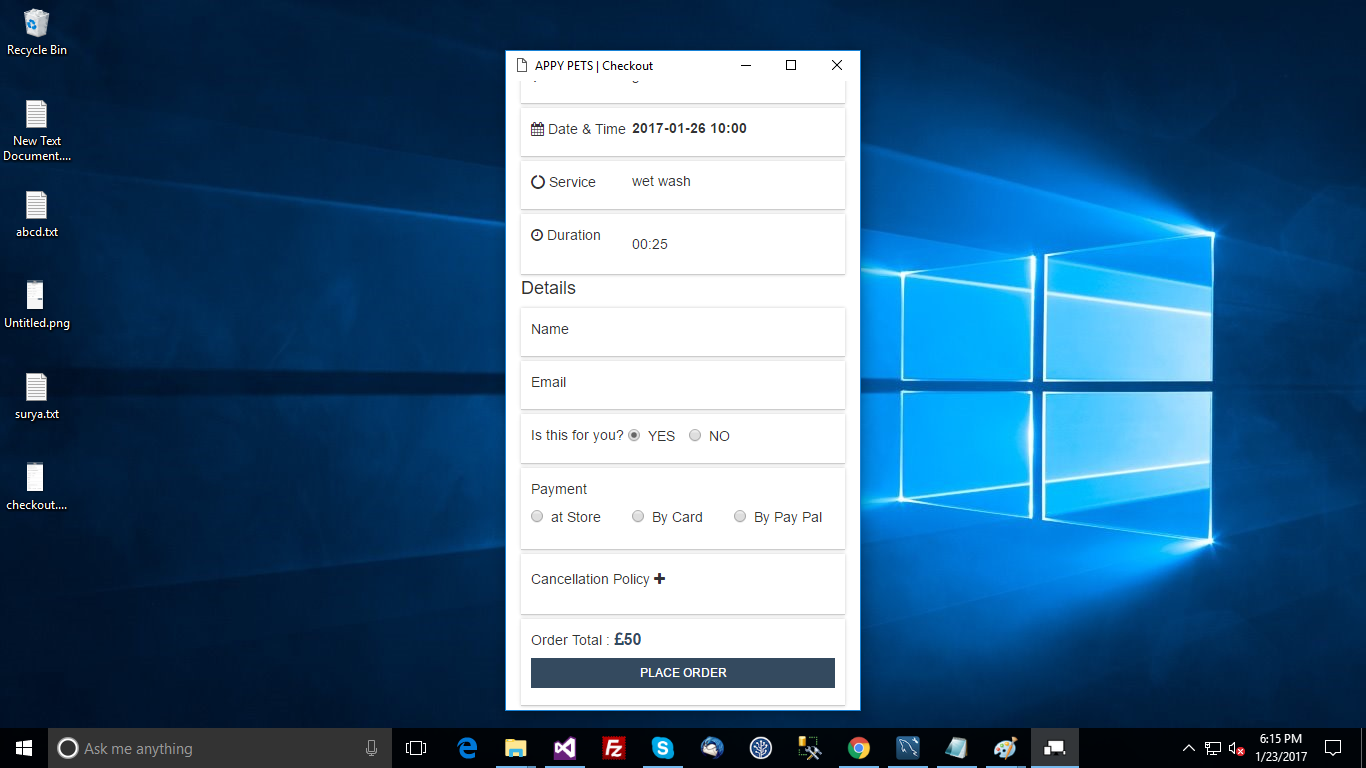 Recycle Bin
New Text
Document....
abcd.txt
Untitled.png
surya.txt
checkout....
APPY PETS | Checkout
Date & Time 2017-01-26 10:00
Service wet wash
Duration 00:25
Details
Name
Email
Is this for you? YES NO
Payment
at Store By Card By Pay Pal
Cancellation Policy
Order Total : £50
PLACE ORDER
Ask me anything
6:15 PM
1/23/2017